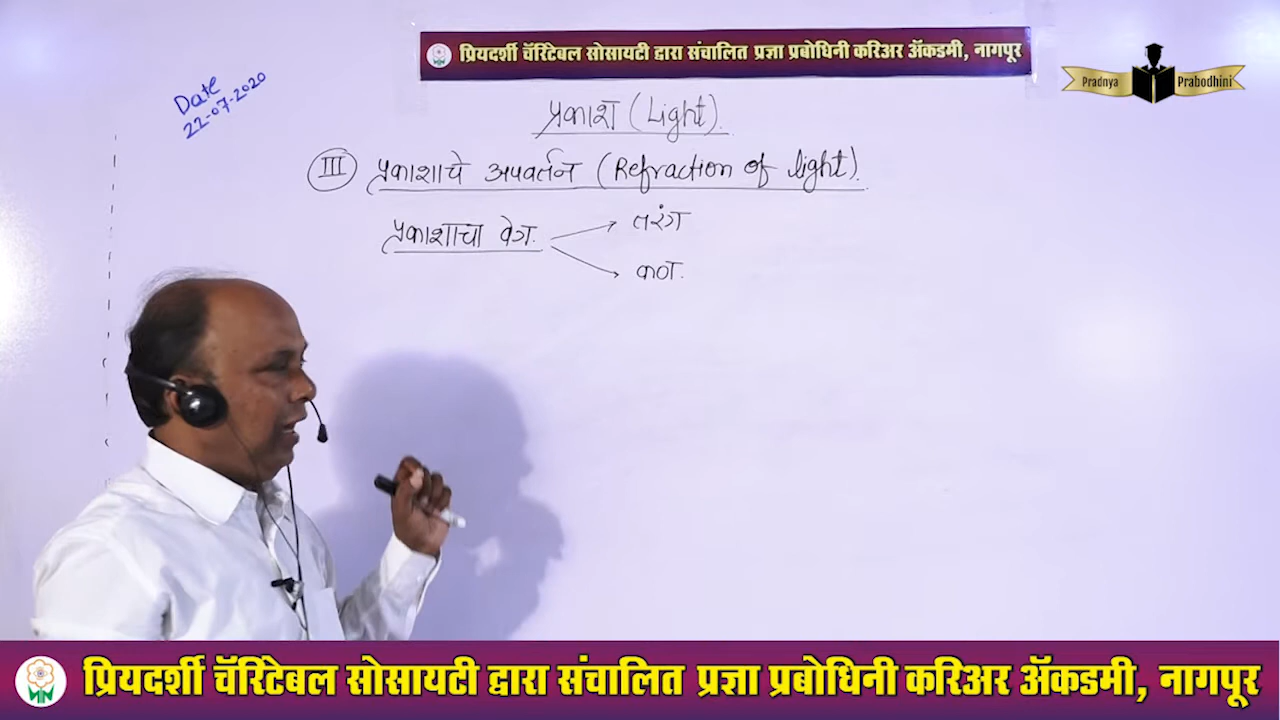 प्रियदर्शी चॅरिटेबल सोसायटी द्वारा संचालित प्रज्ञा प्रबोधिनी करिअर ॲकडमी, नागपूर
Pradnya Prabodhini
Date
22-07-2020
प्रकाश (Light).
III प्रकाशाचे अपवर्तन (Refraction of light).
प्रकाशाचा वेग. तरंग
कण.
प्रियदर्शी चॅरिटेबल सोसायटी द्वारा संचालित प्रज्ञा प्रबोधिनी करिअर ॲकडमी, नागपूर